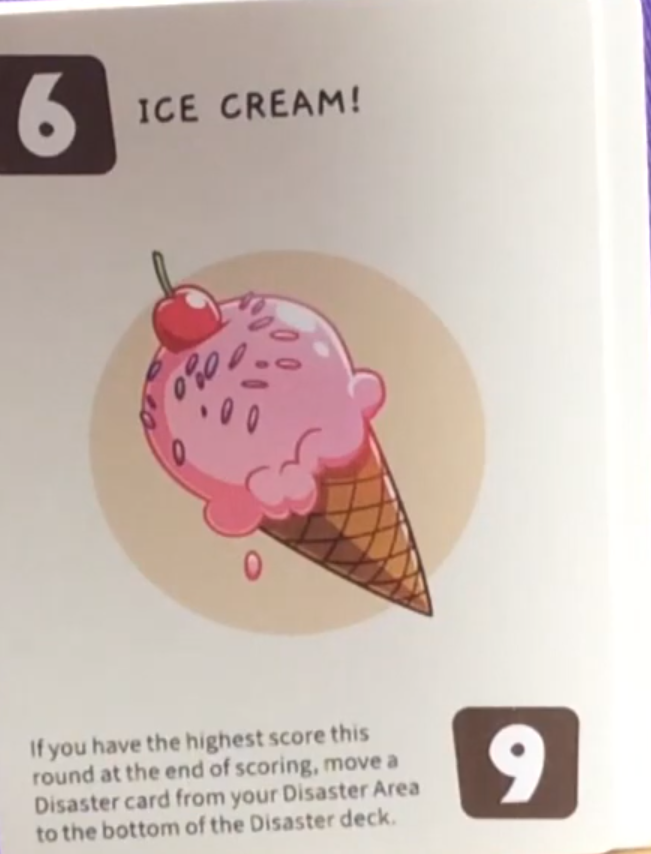 6
ICE CREAM!
If you have the highest score this
round at the end of scoring, move a
Disaster card from your Disaster Area
to the bottom of the Disaster deck.
9